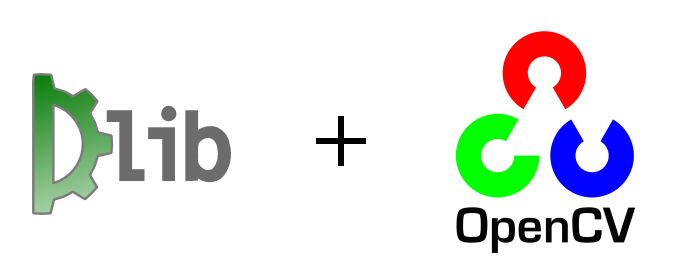 Dlib
+
OpenCV